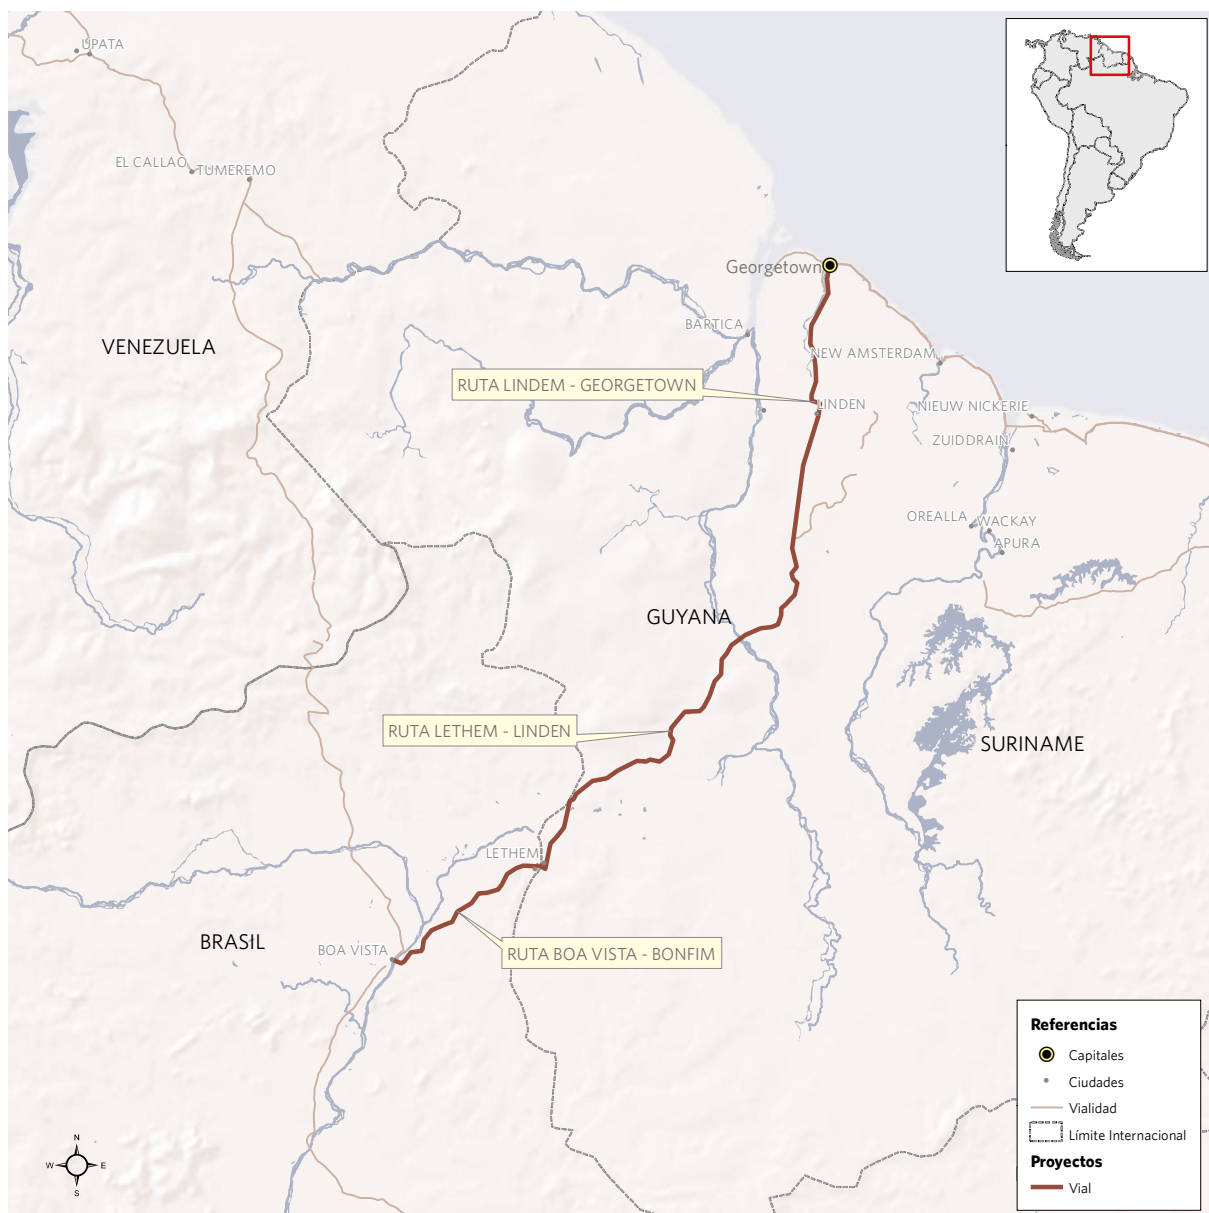 UPATA
EL CALLAO
TUMEREMO
Georgetown
VENEZUELA
BARTICA
NEW AMSTERDAM
RUTA LINDEM - GEORGETOWN
LINDEN
NIEUW NICKERIE
ZUIDDRAIN
OREALLA
WACKAY
APURA
GUYANA
RUTA LETHEM - LINDEN
SURINAME
LETHEM
BRASIL
BOA VISTA
RUTA BOA VISTA - BONFIM
Referencias
Capitales
Ciudades
Vialidad
Límite Internacional
Proyectos
Vial
N
W
E
S